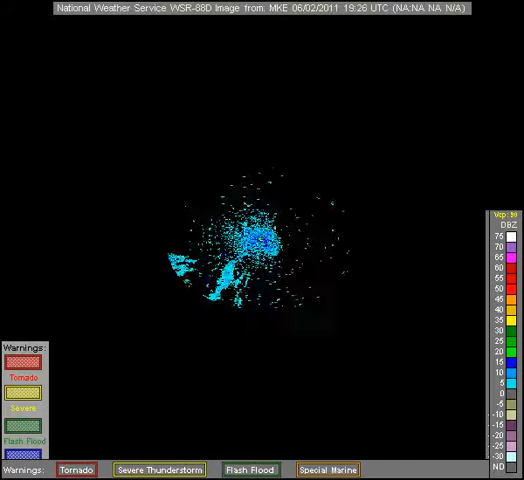 National Weather Service WSR-88D Image from: MKE 06/02/2011 19:26 UTC (NA:NA NA N/A)
DBZ
75
70
65
60
55
50
45
40
35
30
25
20
15
10
5
0
-5
-10
-15
-20
-25
-30
ND
Warnings:
Tornado
Severe
Flash Flood
Warnings:
Tornado
Severe Thunderstorm
Flash Flood
Special Marine